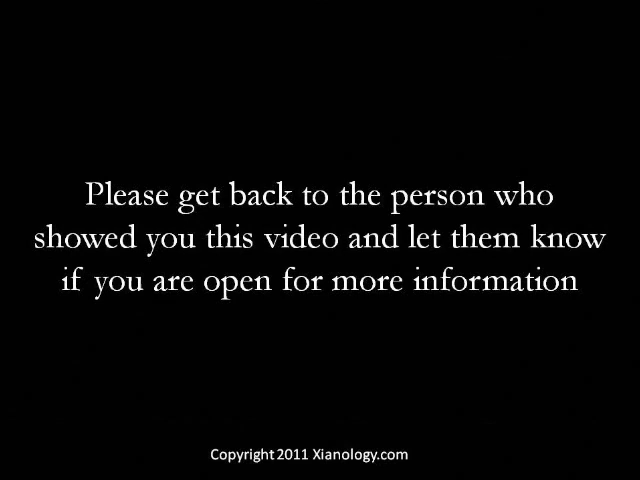 Please get back to the person who
showed you this video and let them know
if you are open for more information
Copyright 2011 Xianology.com